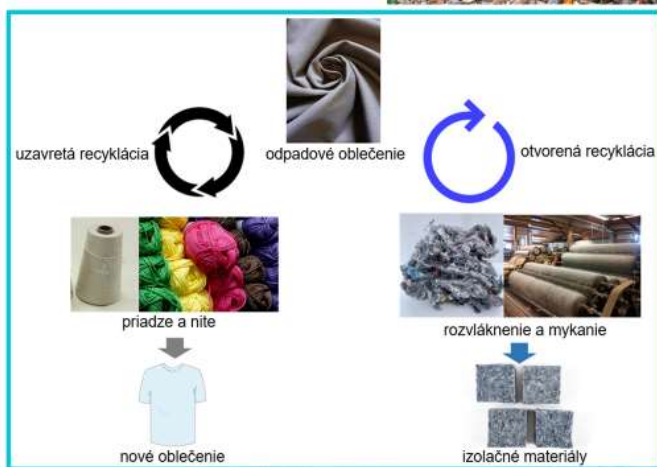 uzavretá recyklácia
odpadové oblečenie
otvorená recyklácia
priadze a nite
rozvláknenie a mykanie
nové oblečenie
izolačné materiály